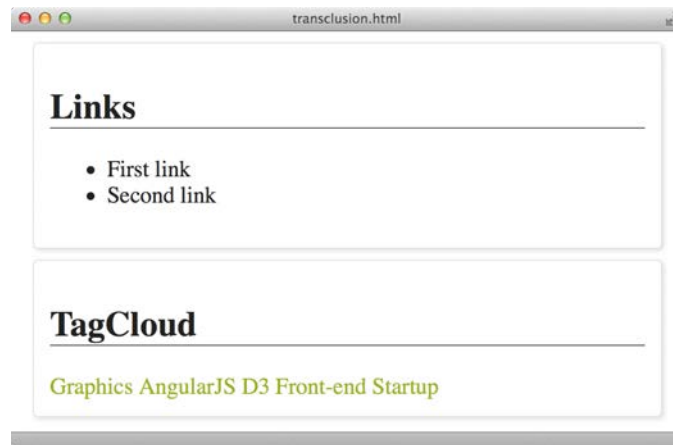 transclusion.html
Links
First link
Second link
TagCloud
Graphics AngularJS D3 Front-end Startup